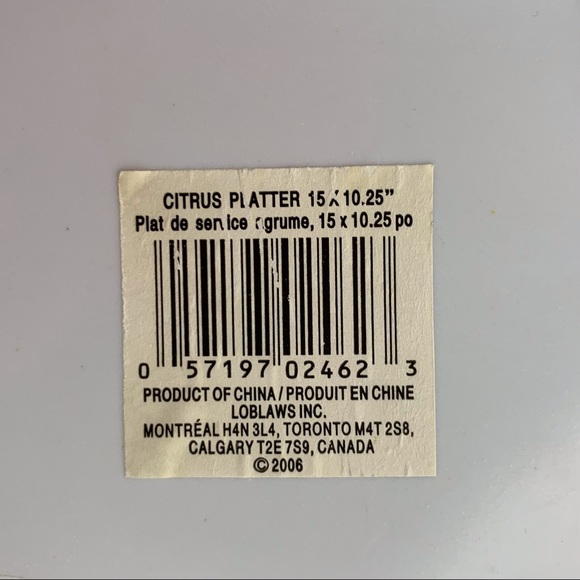 CITRUS PLATTER 15 X 10.25"
Plat de service agrume, 15 x 10.25 po
0 57197 02462 3
PRODUCT OF CHINA / PRODUIT EN CHINE
LOBLAWS INC.
MONTRÉAL H4N 3L4, TORONTO M4T 2S8,
CALGARY T2E 7S9, CANADA
© 2006